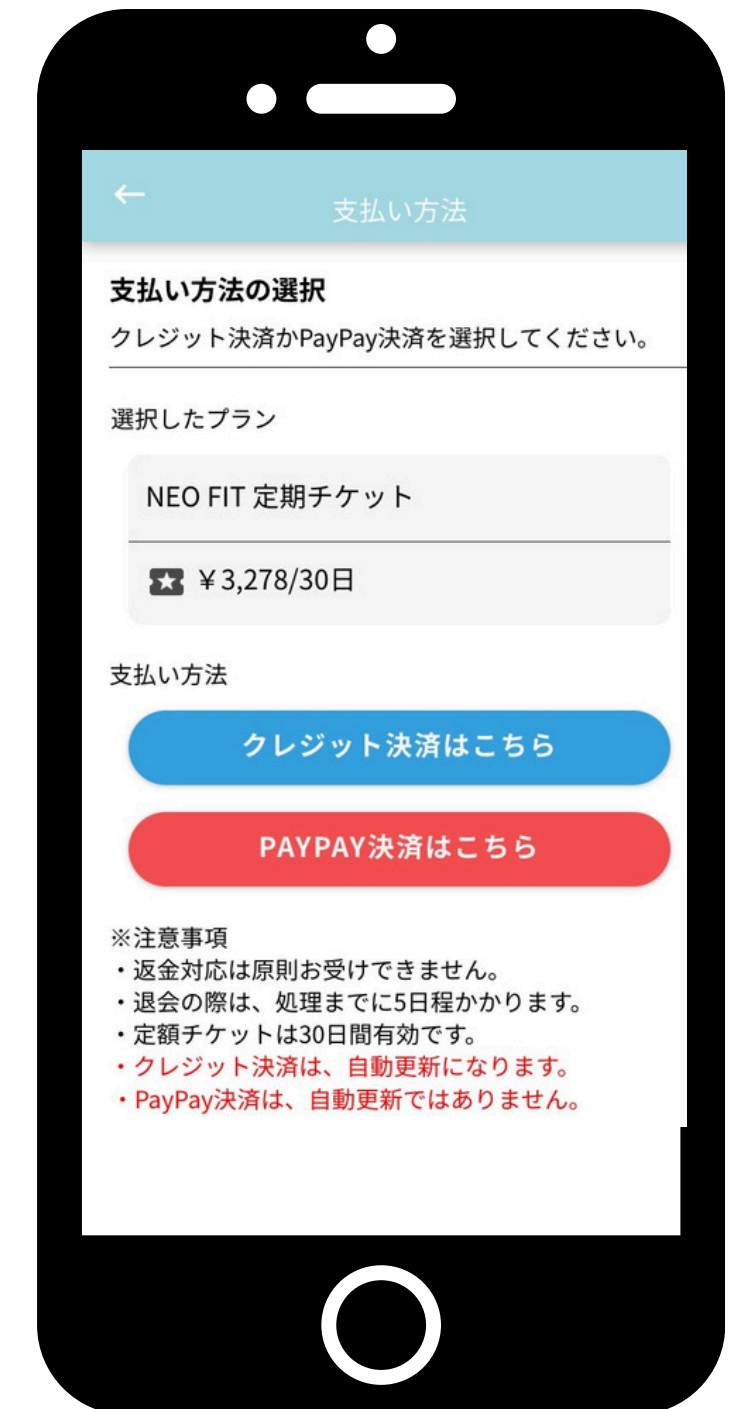 支払い方法
支払い方法の選択
クレジット決済かPayPay決済を選択してください。
選択したプラン
NEO FIT 定期チケット
￥3,278/30日
支払い方法
クレジット決済はこちら
PAYPAY決済はこちら
※注意事項
・返金対応は原則お受けできません。
・退会の際は、処理までに5日程かかります。
・定額チケットは30日間有効です。
・クレジット決済は、自動更新になります。
・PayPay決済は、自動更新ではありません。